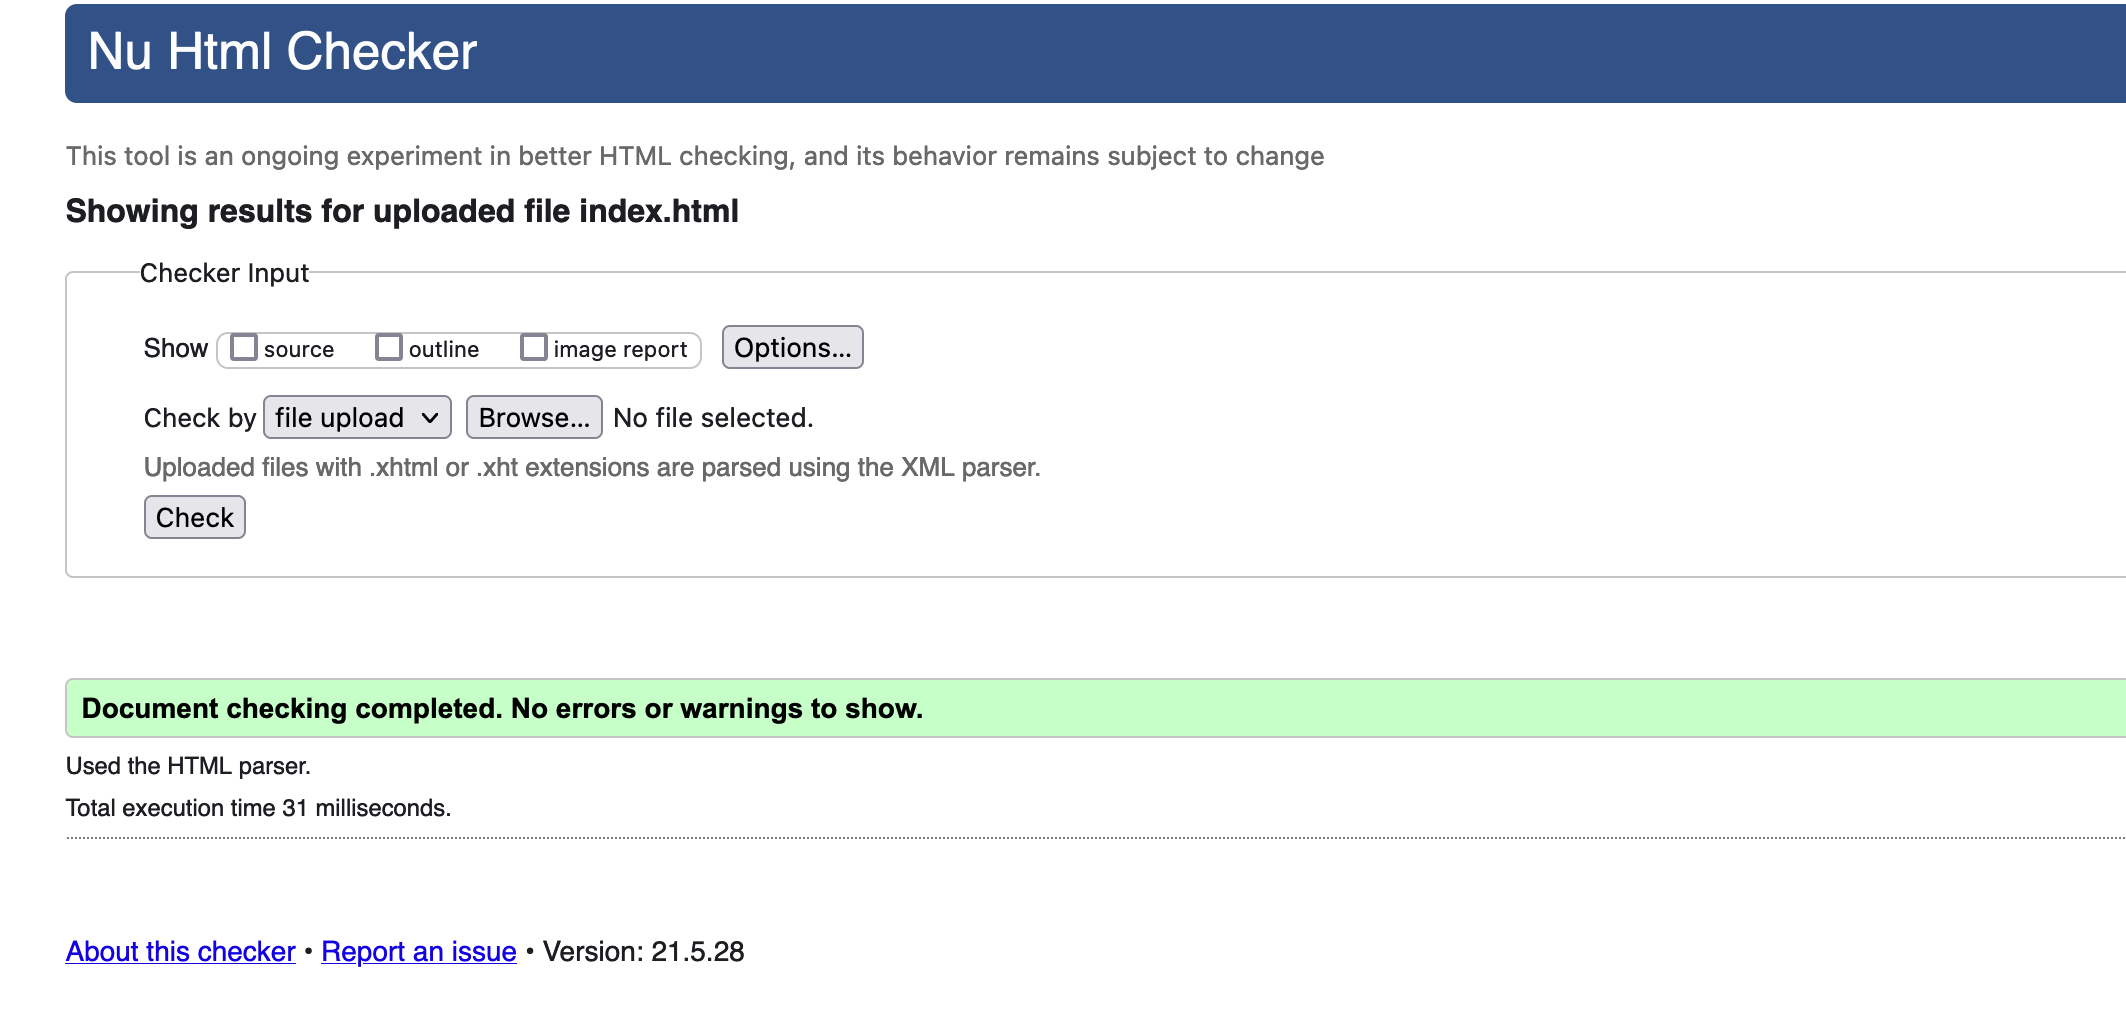 Nu Html Checker
This tool is an ongoing experiment in better HTML checking, and its behavior remains subject to change
Showing results for uploaded file index.html
Checker Input
Show source outline image report Options...
Check by file upload Browse... No file selected.
Uploaded files with .xhtml or .xht extensions are parsed using the XML parser.
Check
Document checking completed. No errors or warnings to show.
Used the HTML parser.
Total execution time 31 milliseconds.
About this checker • Report an issue • Version: 21.5.28